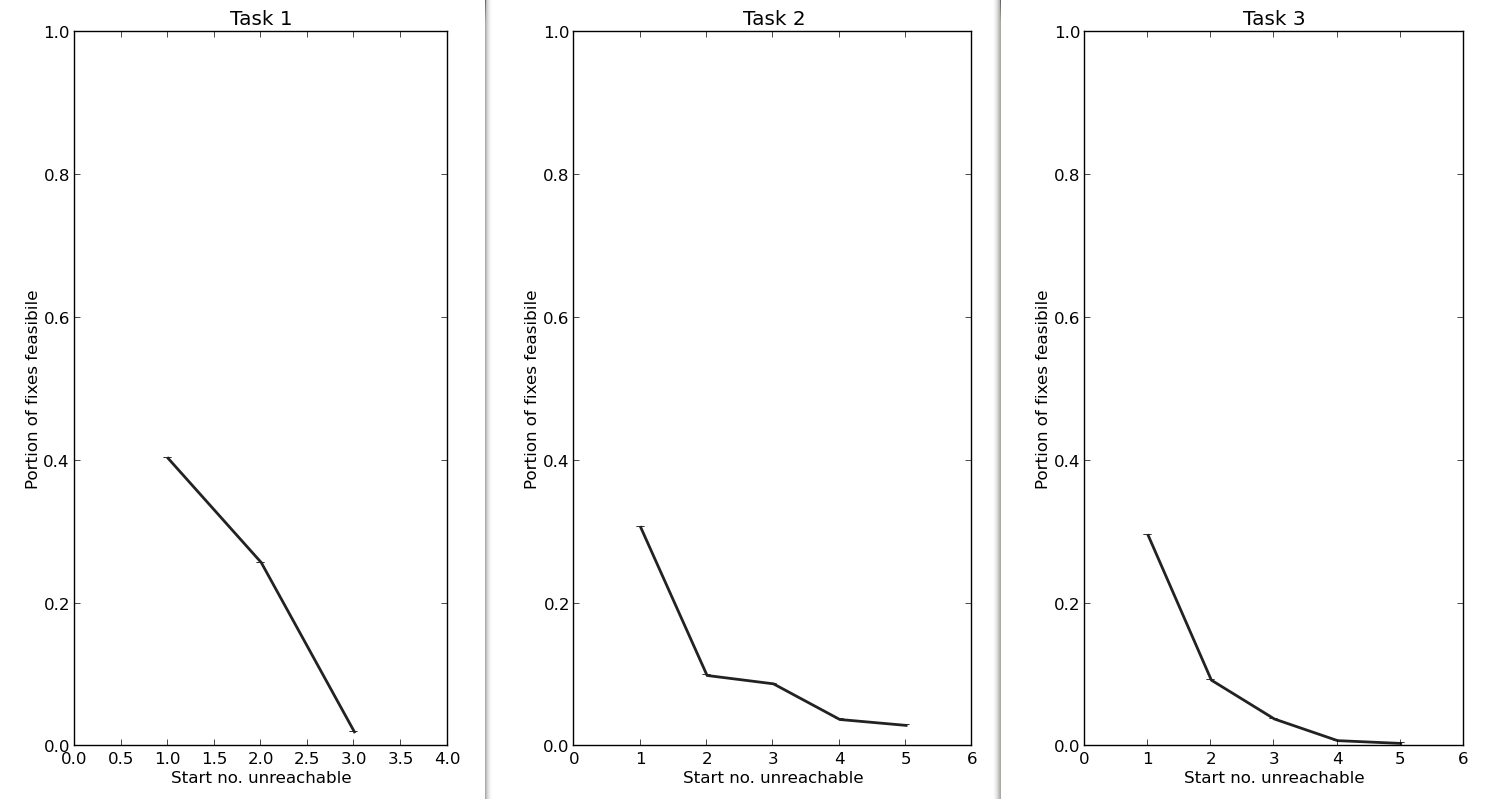 Task 1
1.0
0.8
0.6
0.4
0.2
0.0
Portion of fixes feasibile
0.0 0.5 1.0 1.5 2.0 2.5 3.0 3.5 4.0
Start no. unreachable
Task 2
1.0
0.8
0.6
0.4
0.2
0.0
Portion of fixes feasibile
0 1 2 3 4 5 6
Start no. unreachable
Task 3
1.0
0.8
0.6
0.4
0.2
0.0
Portion of fixes feasibile
0 1 2 3 4 5 6
Start no. unreachable